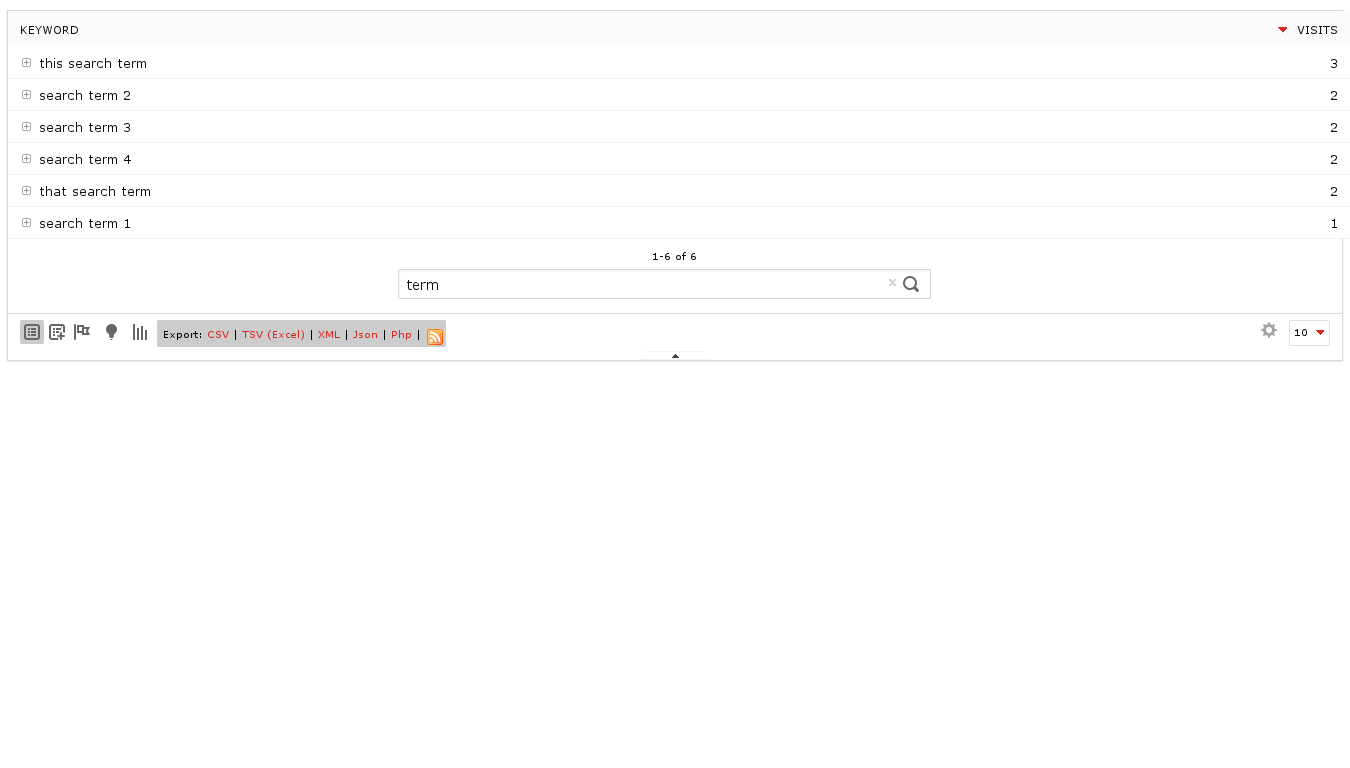 KEYWORD VISITS
this search term 3
search term 2 2
search term 3 2
search term 4 2
that search term 2
search term 1 1
1-6 of 6
term ×
Export: CSV | TSV (Excel) | XML | Json | Php |
10